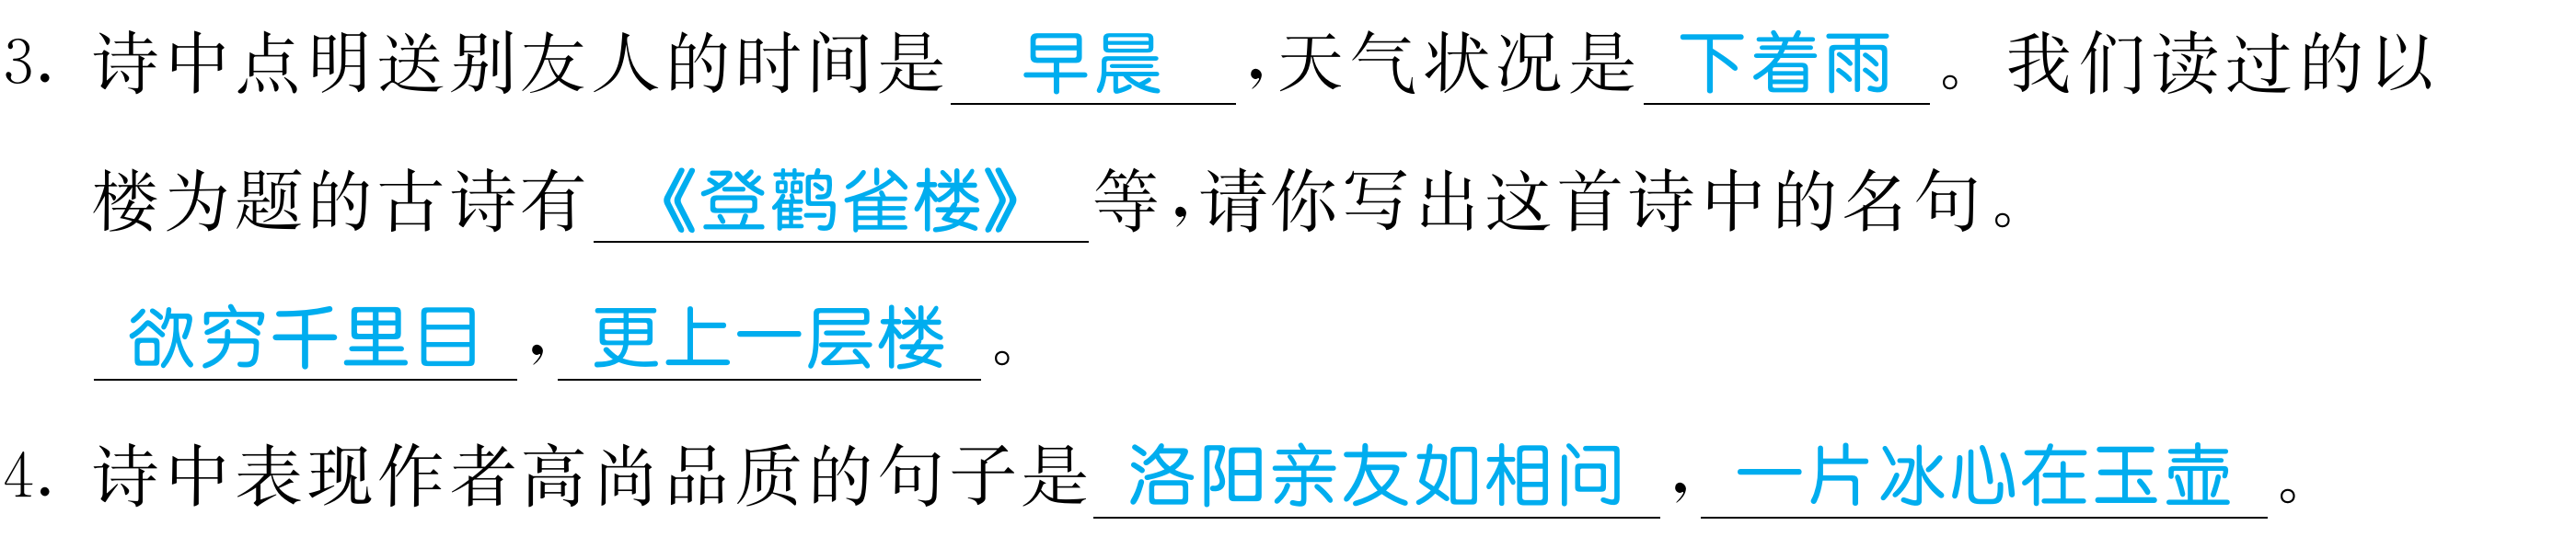 3. 诗中点明送别友人的时间是 早晨 ,天气状况是 下着雨 。我们读过的以
楼为题的古诗有 《登鹳雀楼》 等,请你写出这首诗中的名句。
欲穷千里目 , 更上一层楼 。
4. 诗中表现作者高尚品质的句子是 洛阳亲友如相问 , 一片冰心在玉壶 。